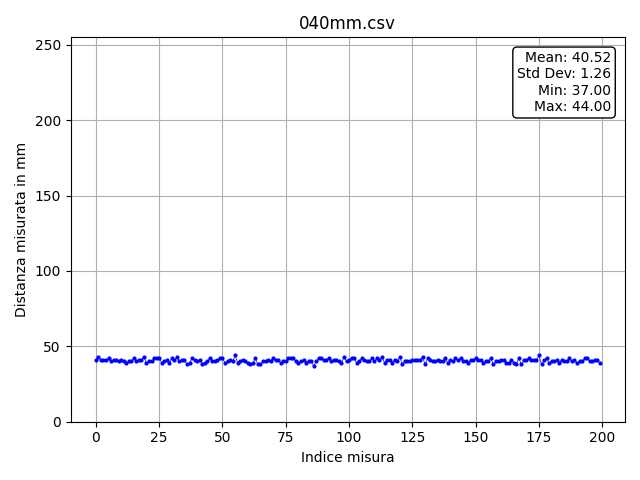 040mm.csv
Mean: 40.52
Std Dev: 1.26
Min: 37.00
Max: 44.00
Distanza misurata in mm
250
200
150
100
50
0
0 25 50 75 100 125 150 175 200
Indice misura